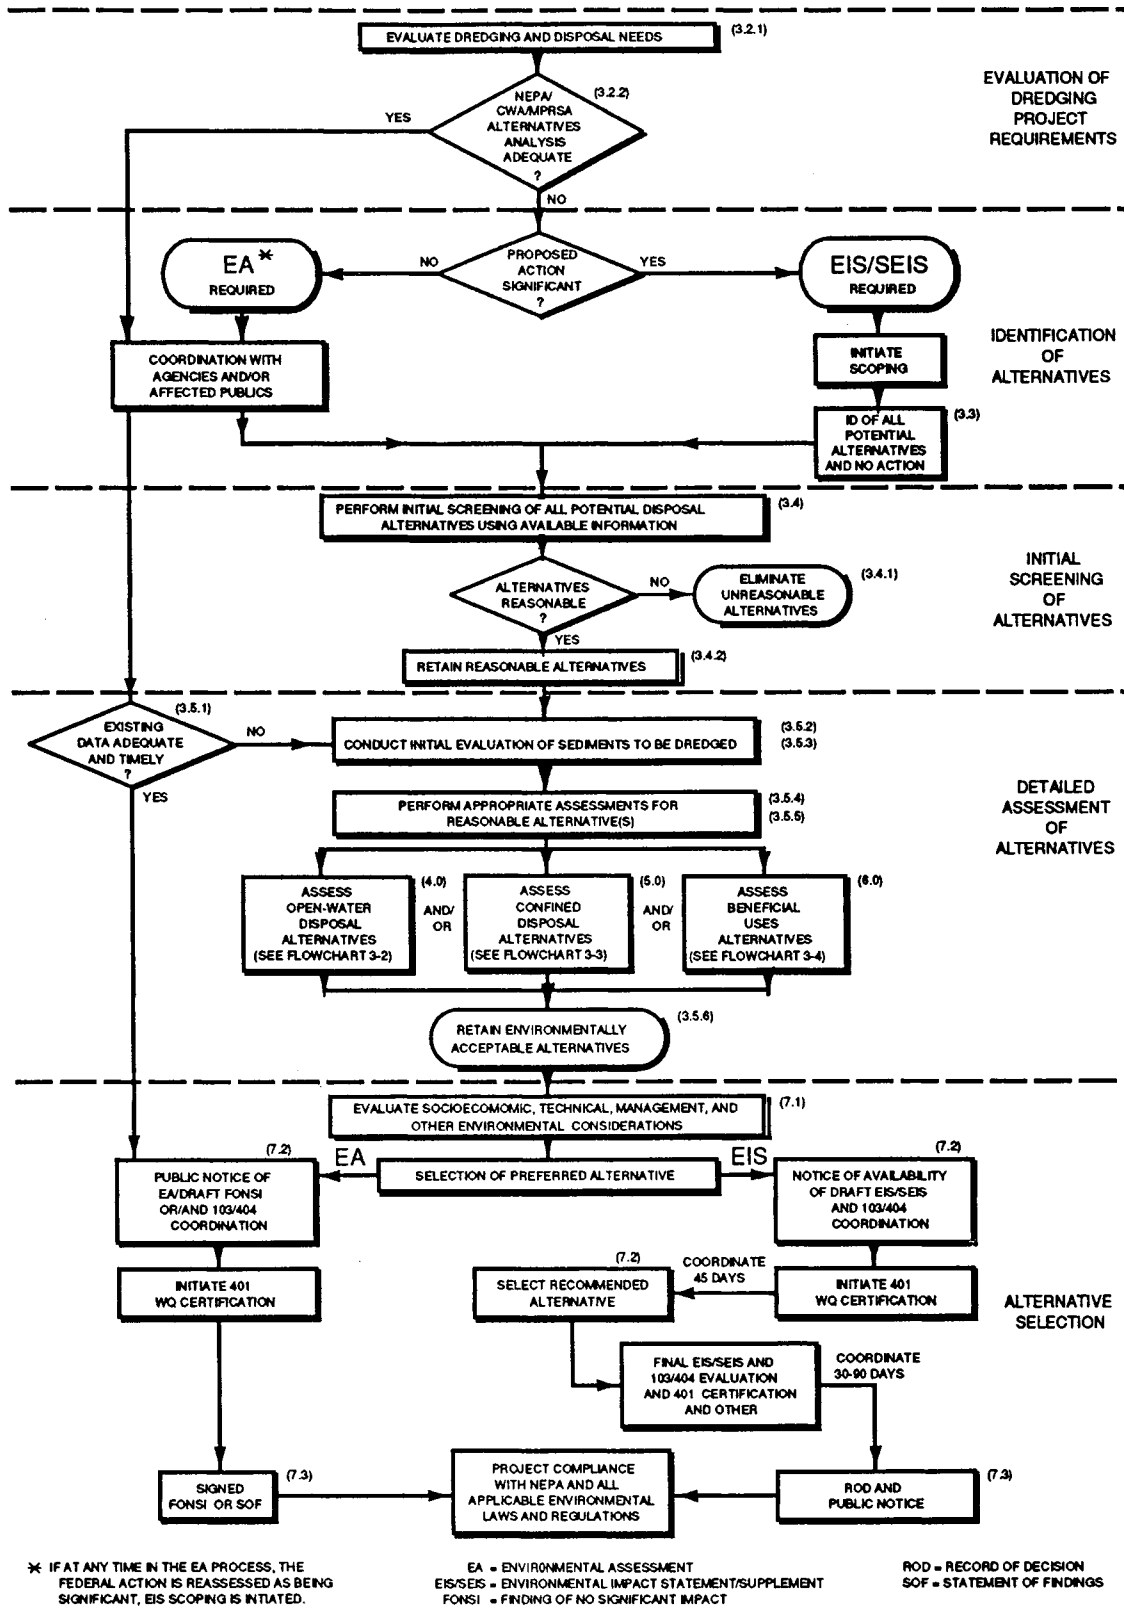 EVALUATE DREDGING AND DISPOSAL NEEDS
(3.2.1)
EVALUATION OF
DREDGING
PROJECT
REQUIREMENTS
NEPA/
CWA/MPRSA
ALTERNATIVES
ANALYSIS
ADEQUATE
?
(3.2.2)
YES
NO
EA*
REQUIRED
NO
PROPOSED
ACTION
SIGNIFICANT
?
YES
EIS/SEIS
REQUIRED
IDENTIFICATION
OF
ALTERNATIVES
COORDINATION WITH
AGENCIES AND/OR
AFFECTED PUBLICS
INITIATE
SCOPING
ID OF ALL
POTENTIAL
ALTERNATIVES
AND NO ACTION
(3.3)
PERFORM INITIAL SCREENING OF ALL POTENTIAL DISPOSAL
ALTERNATIVES USING AVAILABLE INFORMATION
(3.4)
INITIAL
SCREENING
OF
ALTERNATIVES
ALTERNATIVES
REASONABLE
?
NO
ELIMINATE
UNREASONABLE
ALTERNATIVES
(3.4.1)
YES
RETAIN REASONABLE ALTERNATIVES
(3.4.2)
(3.5.1)
EXISTING
DATA ADEQUATE
AND TIMELY
?
NO
YES
CONDUCT INITIAL EVALUATION OF SEDIMENTS TO BE DREDGED
(3.5.2)
(3.5.3)
DETAILED
ASSESSMENT
OF
ALTERNATIVES
PERFORM APPROPRIATE ASSESSMENTS FOR
REASONABLE ALTERNATIVE(S)
(3.5.4)
(3.5.5)
ASSESS
OPEN-WATER
DISPOSAL
ALTERNATIVES
(SEE FLOWCHART 3-2)
(4.0)
AND/
OR
ASSESS
CONFINED
DISPOSAL
ALTERNATIVES
(SEE FLOWCHART 3-3)
(5.0)
AND/
OR
ASSESS
BENEFICIAL
USES
ALTERNATIVES
(SEE FLOWCHART 3-4)
(6.0)
RETAIN ENVIRONMENTALLY
ACCEPTABLE ALTERNATIVES
(3.5.6)
EVALUATE SOCIOECOMOMIC, TECHNICAL, MANAGEMENT, AND
OTHER ENVIRONMENTAL CONSIDERATIONS
(7.1)
SELECTION OF PREFERRED ALTERNATIVE
EA
EIS
(7.2)
PUBLIC NOTICE OF
EA/DRAFT FONSI
OR/AND 103/404
COORDINATION
(7.2)
NOTICE OF AVAILABILITY
OF DRAFT EIS/SEIS
AND 103/404
COORDINATION
INITIATE 401
WQ CERTIFICATION
(7.2)
SELECT RECOMMENDED
ALTERNATIVE
COORDINATE
45 DAYS
INITIATE 401
WQ CERTIFICATION
ALTERNATIVE
SELECTION
FINAL EIS/SEIS AND
103/404 EVALUATION
AND 401 CERTIFICATION
AND OTHER
COORDINATE
30-90 DAYS
SIGNED
FONSI OR SOF
(7.3)
PROJECT COMPLIANCE
WITH NEPA AND ALL
APPLICABLE ENVIRONMENTAL
LAWS AND REGULATIONS
ROD AND
PUBLIC NOTICE
(7.3)
* IF AT ANY TIME IN THE EA PROCESS, THE
FEDERAL ACTION IS REASSESSED AS BEING
SIGNIFICANT, EIS SCOPING IS INTIATED.
EA = ENVIRONMENTAL ASSESSMENT
EIS/SEIS = ENVIRONMENTAL IMPACT STATEMENT/SUPPLEMENT
FONSI = FINDING OF NO SIGNIFICANT IMPACT
ROD = RECORD OF DECISION
SOF = STATEMENT OF FINDINGS